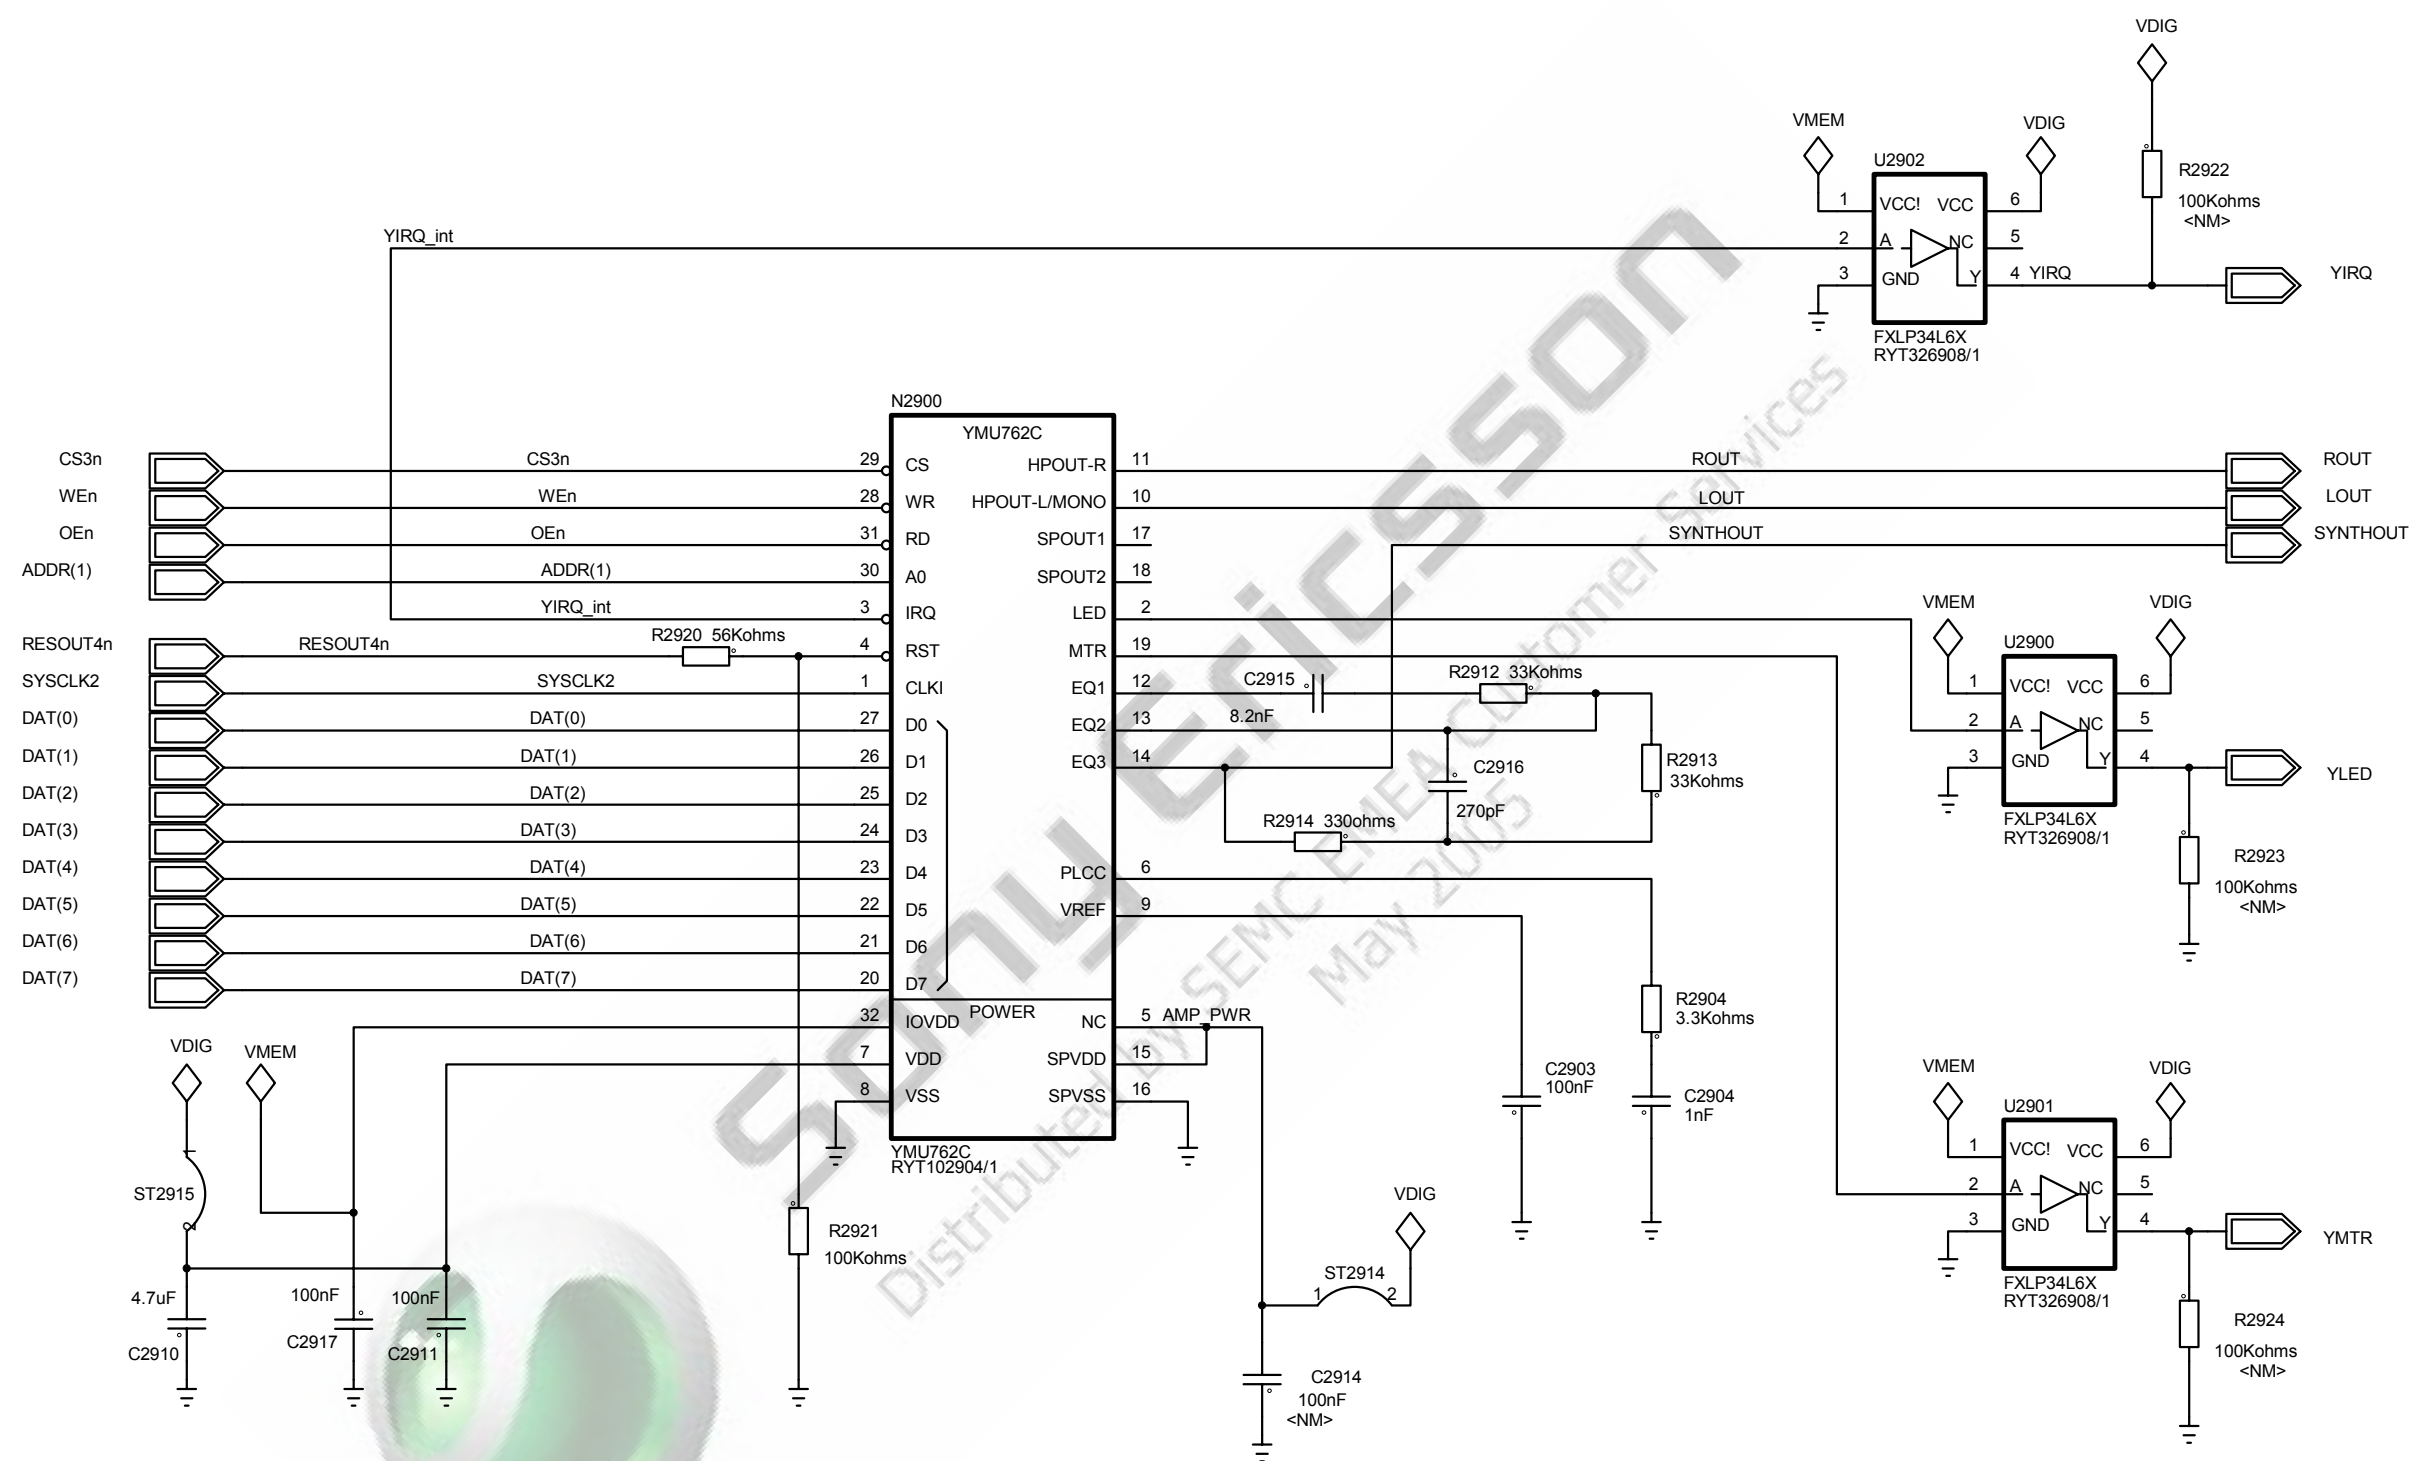 VDIG
VMEM
VDIG
U2902
R2922
100Kohms
<NM>
1 VCC! VCC 6
YIRQ_int
2 A NC 5
3 GND Y 4 YIRQ
YIRQ
FXLP34L6X
RYT326908/1
N2900
YMU762C
CS3n CS3n 29 CS HPOUT-R 11 ROUT ROUT
WEn WEn 28 WR HPOUT-L/MONO 10 LOUT LOUT
OEn OEn 31 RD SPOUT1 17 SYNTHOUT SYNTHOUT
ADDR(1) ADDR(1) 30 A0 SPOUT2 18
YIRQ_int 3 IRQ LED 2
RESOUT4n RESOUT4n R2920 56Kohms 4 RST MTR 19
SYSCLK2 SYSCLK2 1 CLKI EQ1 12 C2915 8.2nF R2912 33Kohms
DAT(0) DAT(0) 27 D0 EQ2 13
DAT(1) DAT(1) 26 D1 EQ3 14
C2916
270pF
R2913
33Kohms
R2914 330ohms
DAT(2) DAT(2) 25 D2
DAT(3) DAT(3) 24 D3
DAT(4) DAT(4) 23 D4 PLCC 6
DAT(5) DAT(5) 22 D5 VREF 9
DAT(6) DAT(6) 21 D6
DAT(7) DAT(7) 20 D7
POWER
32 IOVDD NC 5 AMP_PWR
7 VDD SPVDD 15
8 VSS SPVSS 16
YMU762C
RYT102904/1
VMEM
VDIG
U2900
1 VCC! VCC 6
2 A NC 5
3 GND Y 4
YLED
FXLP34L6X
RYT326908/1
R2923
100Kohms
<NM>
R2904
3.3Kohms
C2903
100nF
C2904
1nF
VMEM
VDIG
U2901
1 VCC! VCC 6
2 A NC 5
3 GND Y 4
YMTR
FXLP34L6X
RYT326908/1
R2924
100Kohms
<NM>
VDIG
VMEM
1
ST2915
2
4.7uF
C2910
100nF
C2917
100nF
C2911
R2921
100Kohms
VDIG
ST2914
1 2
C2914
100nF
<NM>
Sony Ericsson
Distributed by SEMC EMEA Customer Services
May 2005